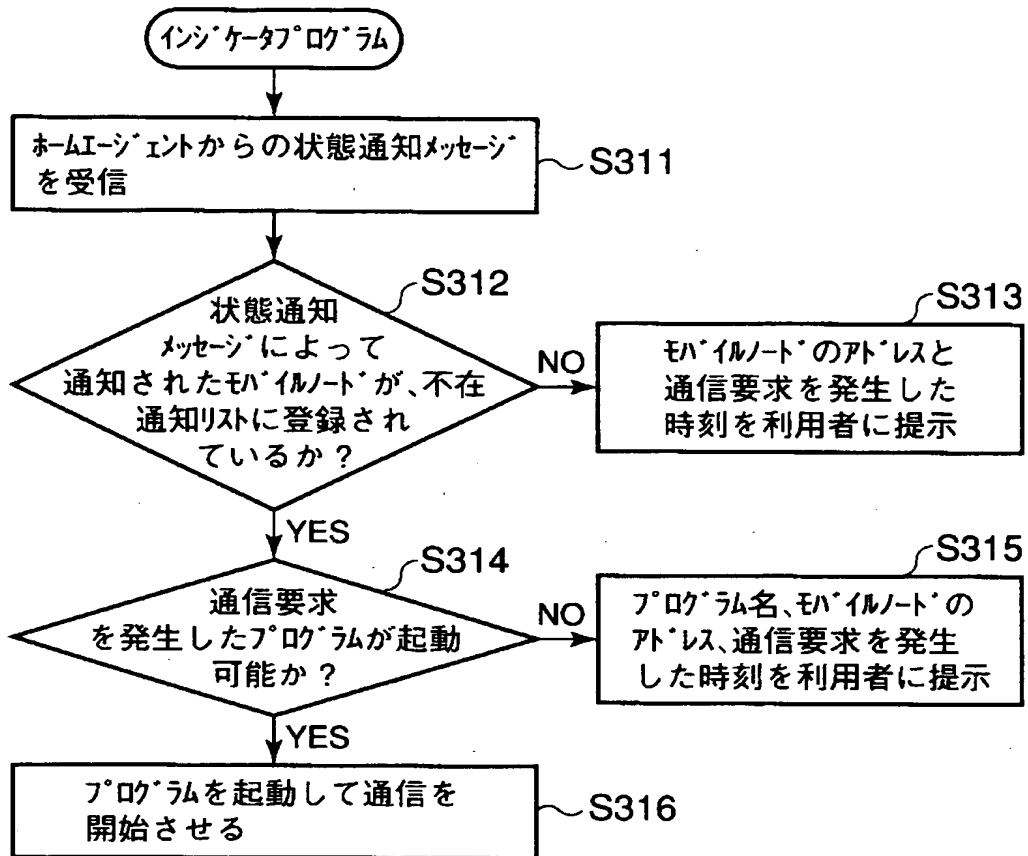 インジケータプログラム
ホームエージェントからの状態通知メッセージ
を受信
S311
S312
状態通知
メッセージによって
通知されたモバイルノードが、不在
通知リストに登録され
ているか?
NO
S313
モバイルノードのアドレスと
通信要求を発生した
時刻を利用者に提示
YES
S314
通信要求
を発生したプログラムが起動
可能か?
NO
S315
プログラム名、モバイルノードの
アドレス、通信要求を発生
した時刻を利用者に提示
YES
プログラムを起動して通信を
開始させる
S316